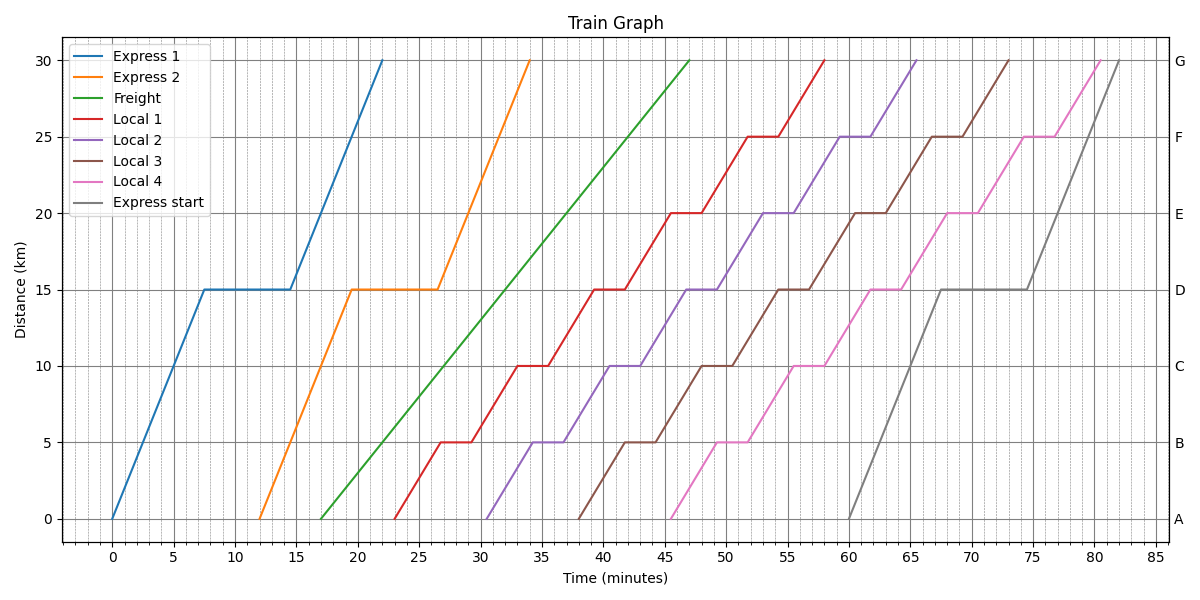 Train Graph
Express 1
Express 2
Freight
Local 1
Local 2
Local 3
Local 4
Express start
30
25
20
15
10
5
0
Distance (km)
G
F
E
D
C
B
A
0 5 10 15 20 25 30 35 40 45 50 55 60 65 70 75 80 85
Time (minutes)